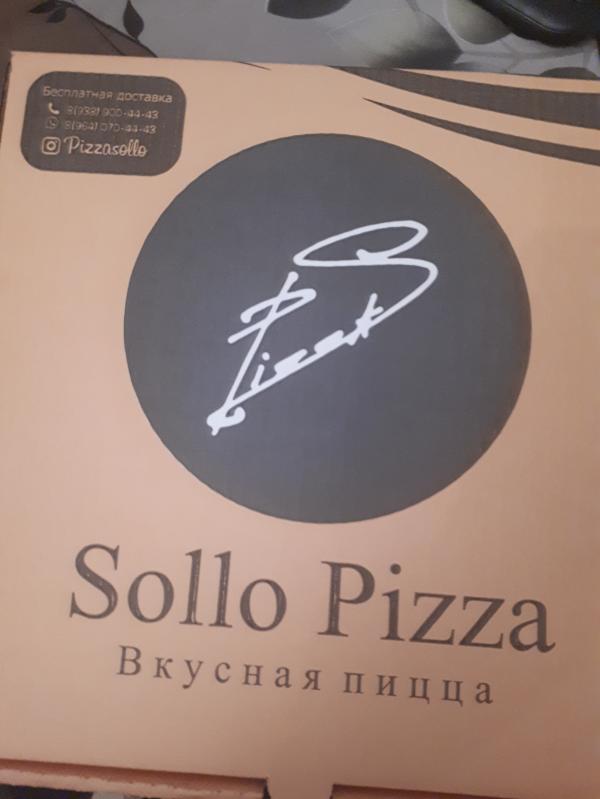 Бесплатная доставка
8(938) 900-44-43
8(964) 070-44-43
Pizzasollo
Pizza
Sollo Pizza
Вкусная пицца